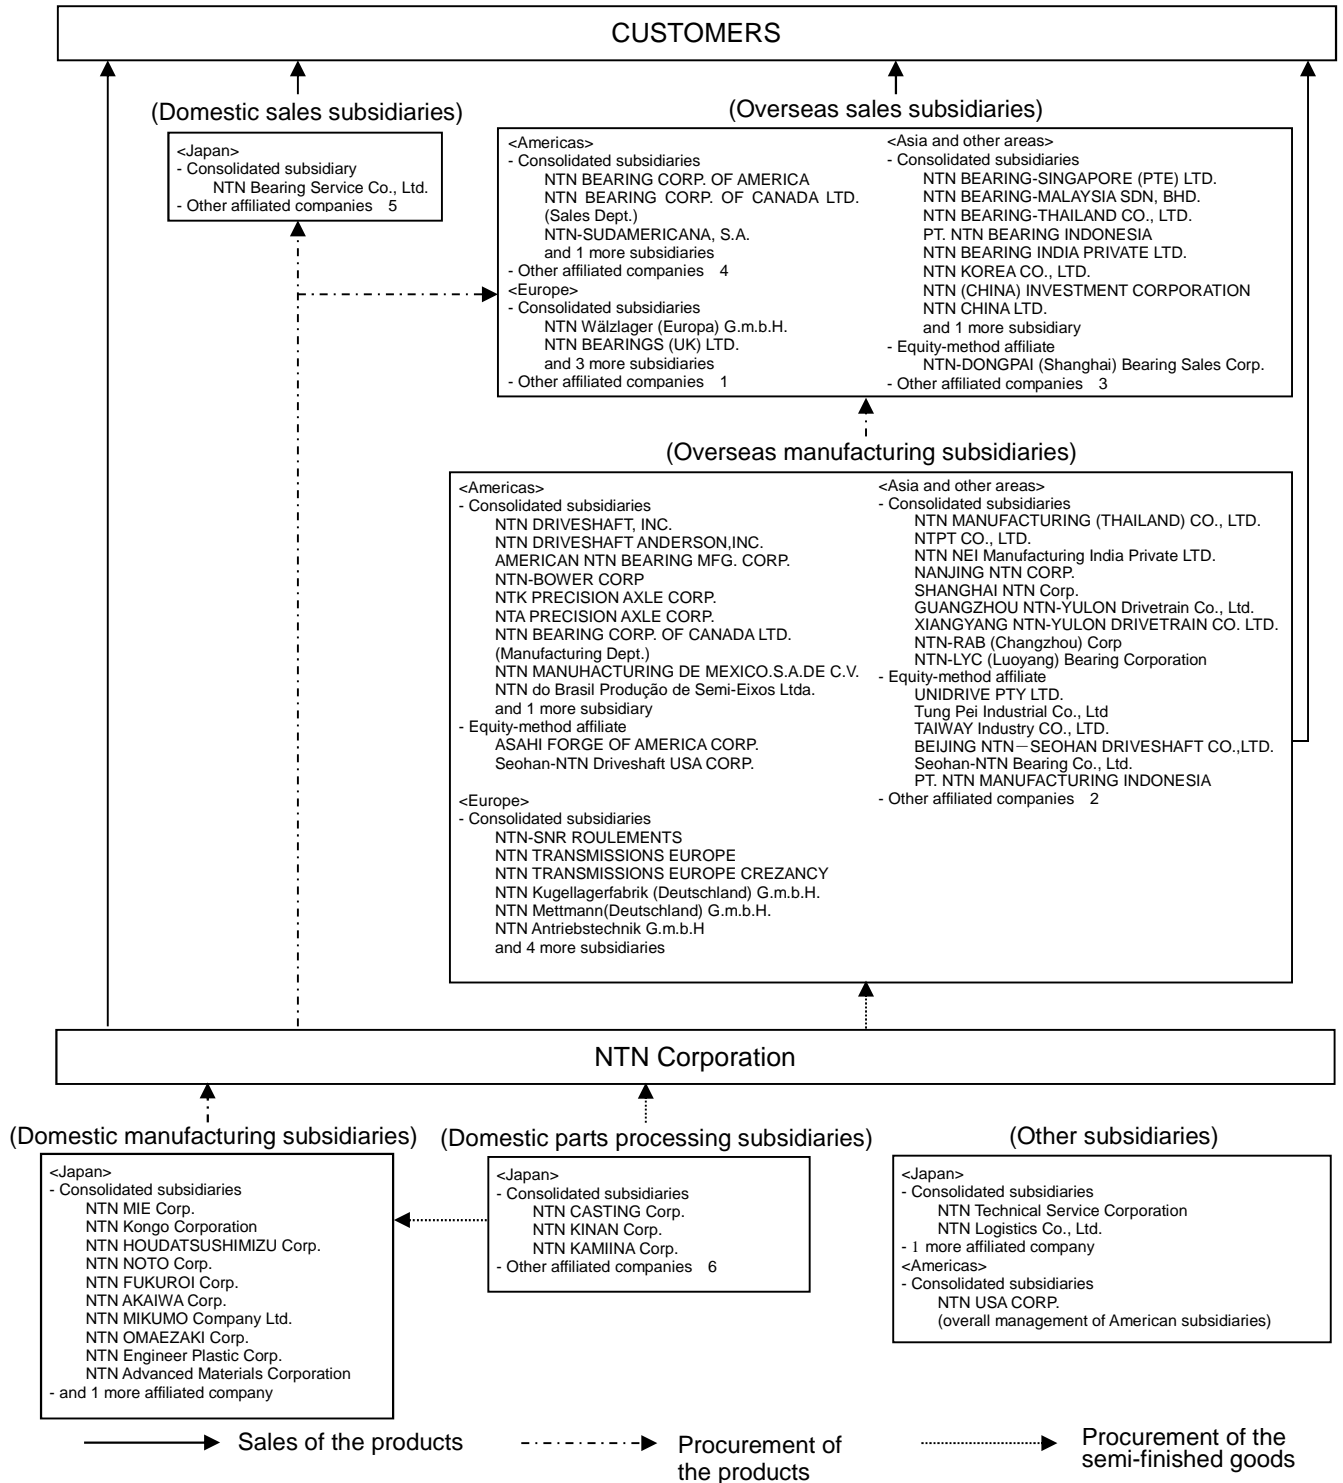 CUSTOMERS
(Domestic sales subsidiaries)
<Japan>
- Consolidated subsidiary
NTN Bearing Service Co., Ltd.
- Other affiliated companies 5
(Overseas sales subsidiaries)
<Americas>
- Consolidated subsidiaries
NTN BEARING CORP. OF AMERICA
NTN BEARING CORP. OF CANADA LTD.
(Sales Dept.)
NTN-SUDAMERICANA, S.A.
and 1 more subsidiaries
- Other affiliated companies 4
<Europe>
- Consolidated subsidiaries
NTN Wälzlager (Europa) G.m.b.H.
NTN BEARINGS (UK) LTD.
and 3 more subsidiaries
- Other affiliated companies 1
<Asia and other areas>
- Consolidated subsidiaries
NTN BEARING-SINGAPORE (PTE) LTD.
NTN BEARING-MALAYSIA SDN, BHD.
NTN BEARING-THAILAND CO., LTD.
PT. NTN BEARING INDONESIA
NTN BEARING INDIA PRIVATE LTD.
NTN KOREA CO., LTD.
NTN (CHINA) INVESTMENT CORPORATION
NTN CHINA LTD.
and 1 more subsidiary
- Equity-method affiliate
NTN-DONGPAI (Shanghai) Bearing Sales Corp.
- Other affiliated companies 3
(Overseas manufacturing subsidiaries)
<Americas>
- Consolidated subsidiaries
NTN DRIVESHAFT, INC.
NTN DRIVESHAFT ANDERSON,INC.
AMERICAN NTN BEARING MFG. CORP.
NTN-BOWER CORP
NTK PRECISION AXLE CORP.
NTA PRECISION AXLE CORP.
NTN BEARING CORP. OF CANADA LTD.
(Manufacturing Dept.)
NTN MANUHACTURING DE MEXICO.S.A.DE C.V.
NTN do Brasil Produção de Semi-Eixos Ltda.
and 1 more subsidiary
- Equity-method affiliate
ASAHI FORGE OF AMERICA CORP.
Seohan-NTN Driveshaft USA CORP.
<Europe>
- Consolidated subsidiaries
NTN-SNR ROULEMENTS
NTN TRANSMISSIONS EUROPE
NTN TRANSMISSIONS EUROPE CREZANCY
NTN Kugellagerfabrik (Deutschland) G.m.b.H.
NTN Mettmann(Deutschland) G.m.b.H.
NTN Antriebstechnik G.m.b.H
and 4 more subsidiaries
<Asia and other areas>
- Consolidated subsidiaries
NTN MANUFACTURING (THAILAND) CO., LTD.
NTPT CO., LTD.
NTN NEI Manufacturing India Private LTD.
NANJING NTN CORP.
SHANGHAI NTN Corp.
GUANGZHOU NTN-YULON Drivetrain Co., Ltd.
XIANGYANG NTN-YULON DRIVETRAIN CO. LTD.
NTN-RAB (Changzhou) Corp
NTN-LYC (Luoyang) Bearing Corporation
- Equity-method affiliate
UNIDRIVE PTY LTD.
Tung Pei Industrial Co., Ltd
TAIWAY Industry CO., LTD.
BEIJING NTN－SEOHAN DRIVESHAFT CO.,LTD.
Seohan-NTN Bearing Co., Ltd.
PT. NTN MANUFACTURING INDONESIA
- Other affiliated companies 2
NTN Corporation
(Domestic manufacturing subsidiaries)
<Japan>
- Consolidated subsidiaries
NTN MIE Corp.
NTN Kongo Corporation
NTN HOUDATSUSHIMIZU Corp.
NTN NOTO Corp.
NTN FUKUROI Corp.
NTN AKAIWA Corp.
NTN MIKUMO Company Ltd.
NTN OMAEZAKI Corp.
NTN Engineer Plastic Corp.
NTN Advanced Materials Corporation
- and 1 more affiliated company
(Domestic parts processing subsidiaries)
<Japan>
- Consolidated subsidiaries
NTN CASTING Corp.
NTN KINAN Corp.
NTN KAMIINA Corp.
- Other affiliated companies 6
(Other subsidiaries)
<Japan>
- Consolidated subsidiaries
NTN Technical Service Corporation
NTN Logistics Co., Ltd.
- 1 more affiliated company
<Americas>
- Consolidated subsidiaries
NTN USA CORP.
(overall management of American subsidiaries)
Sales of the products
Procurement of
the products
Procurement of the
semi-finished goods